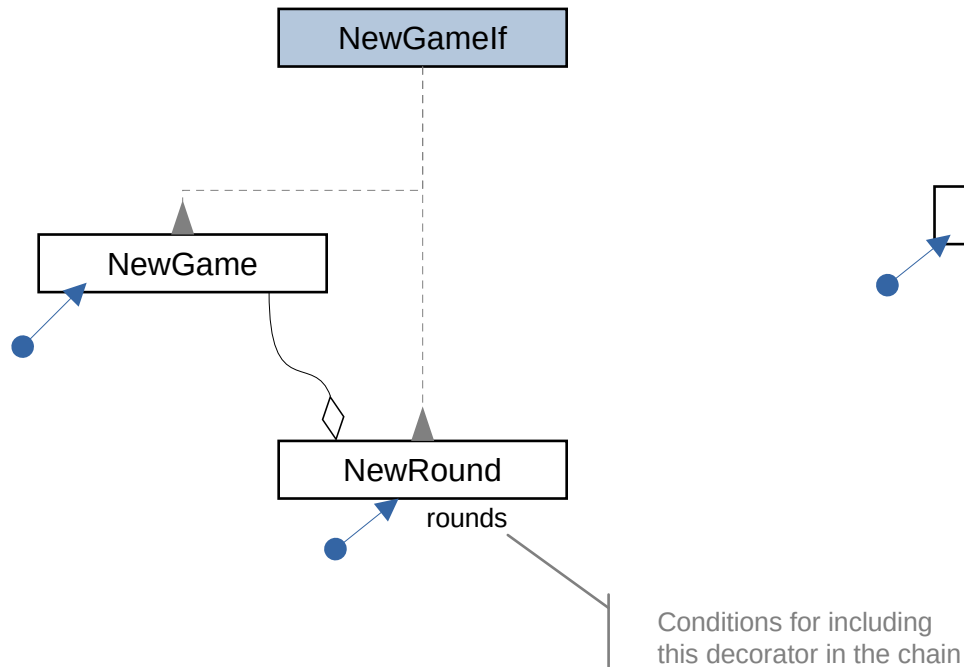 NewGameIf
NewGame
NewRound
rounds
Conditions for including
this decorator in the chain